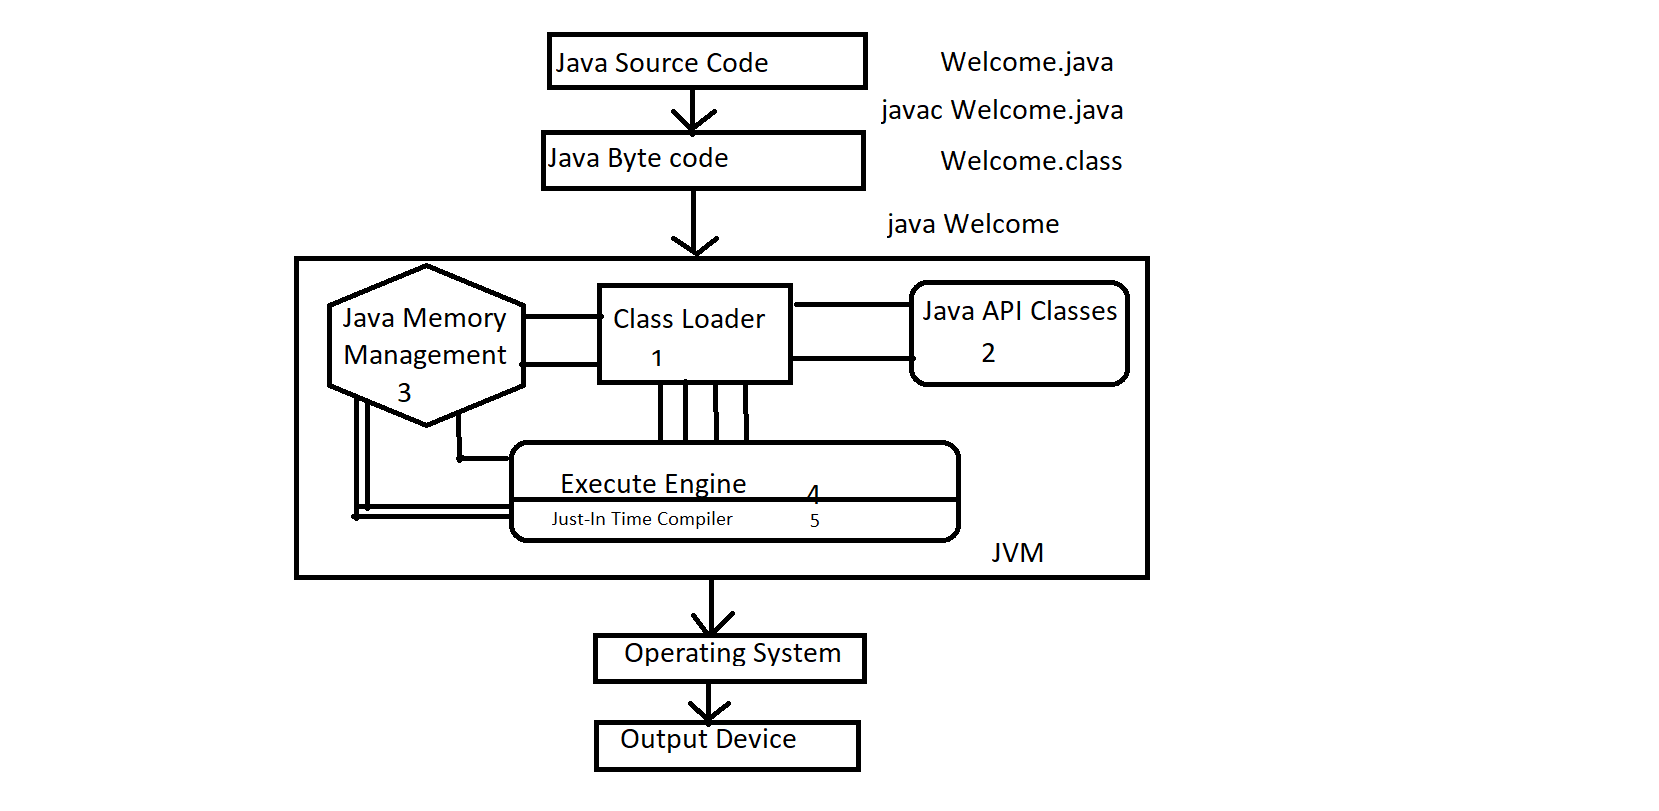 Java Source Code
Welcome.java
javac Welcome.java
Java Byte code
Welcome.class
java Welcome
Java Memory
Management
3
Class Loader
1
Java API Classes
2
Execute Engine 4
Just-In Time Compiler 5
JVM
Operating System
Output Device